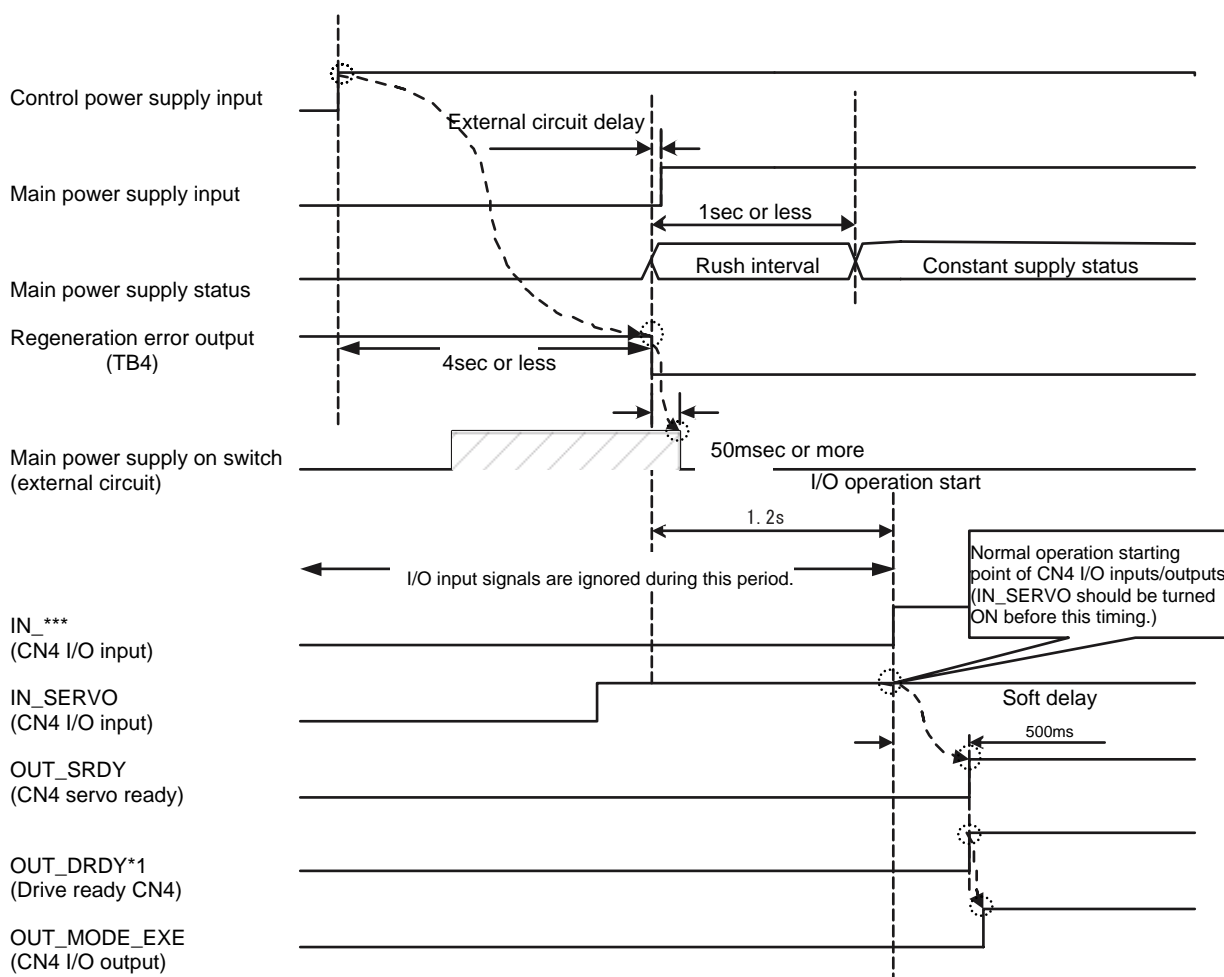 Control power supply input
External circuit delay
Main power supply input
1sec or less
Rush interval
Constant supply status
Main power supply status
Regeneration error output
(TB4)
4sec or less
Main power supply on switch
(external circuit)
50msec or more
I/O operation start
1.2s
I/O input signals are ignored during this period.
Normal operation starting
point of CN4 I/O inputs/outputs
(IN_SERVO should be turned
ON before this timing.)
IN_***
(CN4 I/O input)
IN_SERVO
(CN4 I/O input)
Soft delay
500ms
OUT_SRDY
(CN4 servo ready)
OUT_DRDY*1
(Drive ready CN4)
OUT_MODE_EXE
(CN4 I/O output)